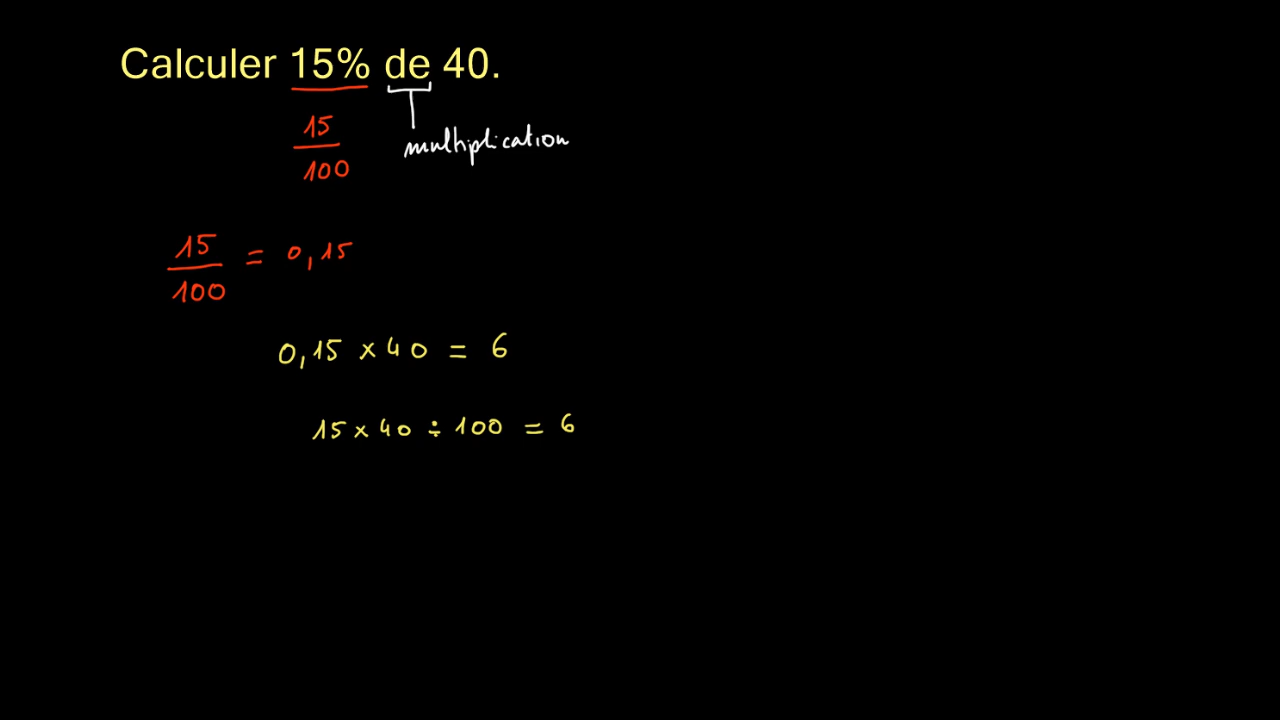 Calculer 15% de 40.
15/100 multiplication
15/100 = 0,15
0,15 × 40 = 6
15 × 40 ÷ 100 = 6